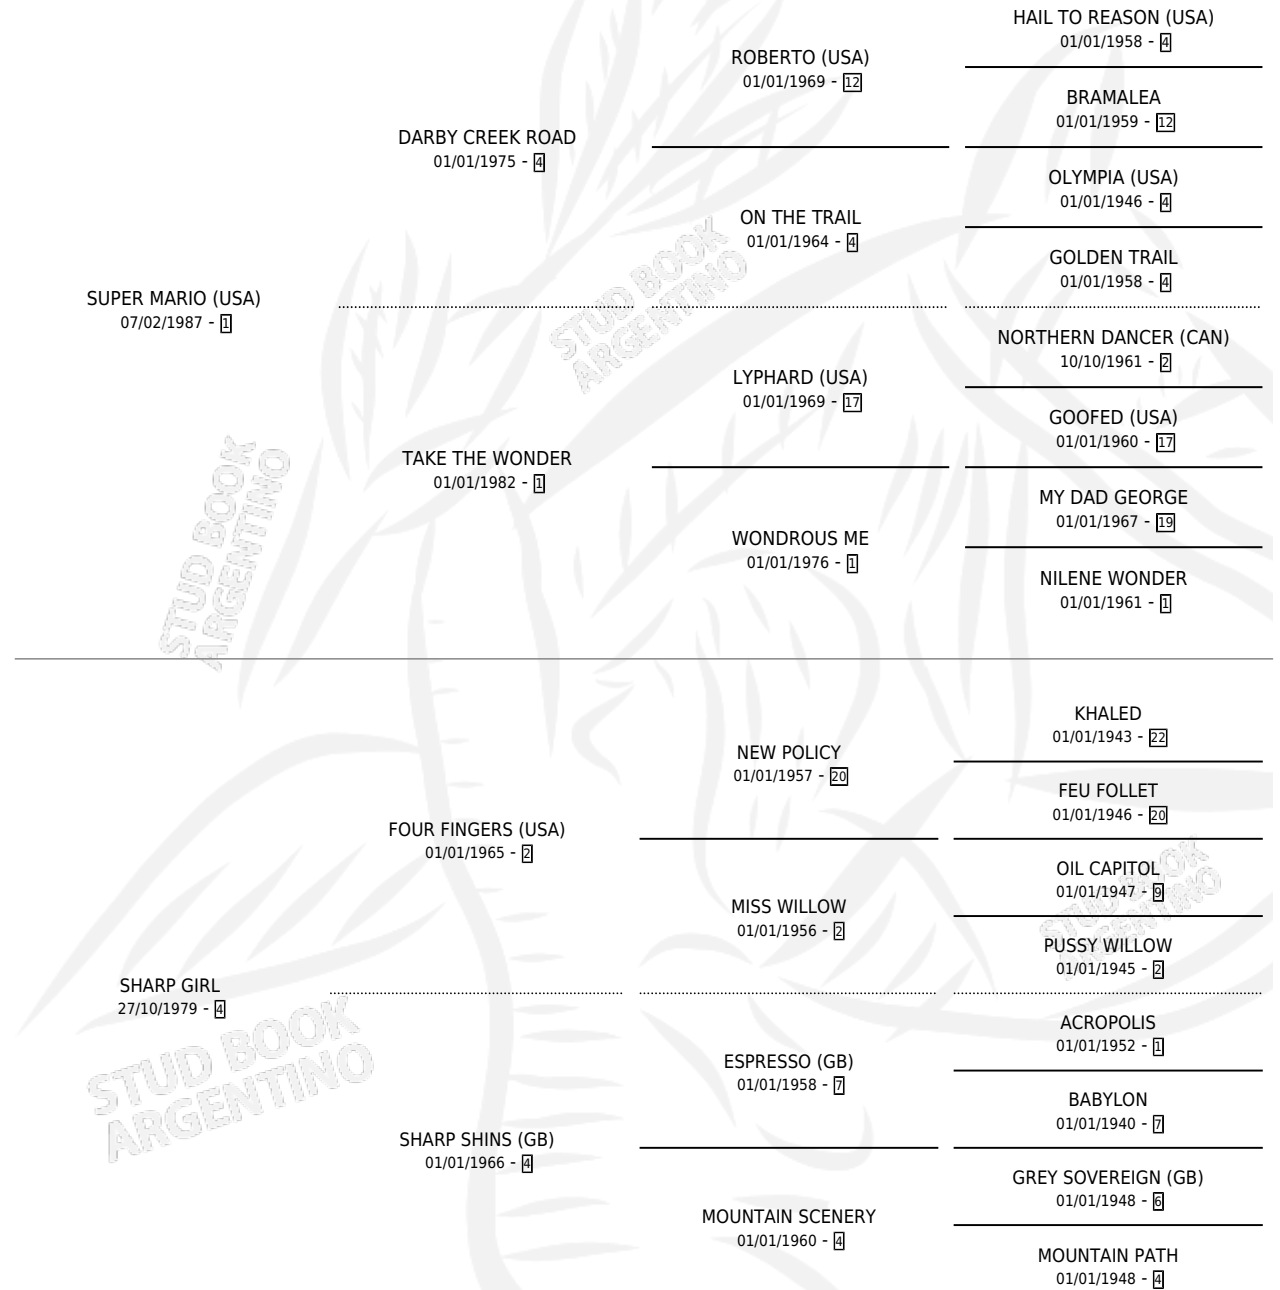 HAIL TO REASON (USA)
01/01/1958 - 4
ROBERTO (USA)
01/01/1969 - 12
BRAMALEA
01/01/1959 - 12
DARBY CREEK ROAD
01/01/1975 - 4
OLYMPIA (USA)
01/01/1946 - 4
ON THE TRAIL
01/01/1964 - 4
GOLDEN TRAIL
01/01/1958 - 4
SUPER MARIO (USA)
07/02/1987 - 1
NORTHERN DANCER (CAN)
10/10/1961 - 2
LYPHARD (USA)
01/01/1969 - 17
GOOFED (USA)
01/01/1960 - 17
TAKE THE WONDER
01/01/1982 - 1
MY DAD GEORGE
01/01/1967 - 19
WONDROUS ME
01/01/1976 - 1
NILENE WONDER
01/01/1961 - 1
KHALED
01/01/1943 - 22
NEW POLICY
01/01/1957 - 20
FEU FOLLET
01/01/1946 - 20
FOUR FINGERS (USA)
01/01/1965 - 2
OIL CAPITOL
01/01/1947 - 9
MISS WILLOW
01/01/1956 - 2
PUSSY WILLOW
01/01/1945 - 2
SHARP GIRL
27/10/1979 - 4
ACROPOLIS
01/01/1952 - 1
ESPRESSO (GB)
01/01/1958 - 7
BABYLON
01/01/1940 - 7
SHARP SHINS (GB)
01/01/1966 - 4
GREY SOVEREIGN (GB)
01/01/1948 - 6
MOUNTAIN SCENERY
01/01/1960 - 4
MOUNTAIN PATH
01/01/1948 - 4
STUD BOOK
ARGENTINO
STUD BOOK
ARGENTINO
STUD BOOK
ARGENTINO
STUD BOOK
ARGENTINO